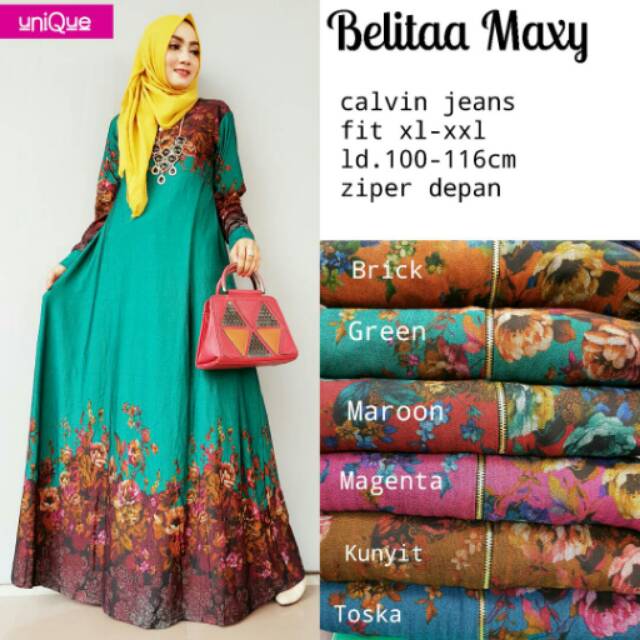 uniQue
Belitaa Maxy
calvin jeans
fit xl-xxl
ld.100-116cm
ziper depan
Brick
Green
Maroon
Magenta
Kunyit
Toska